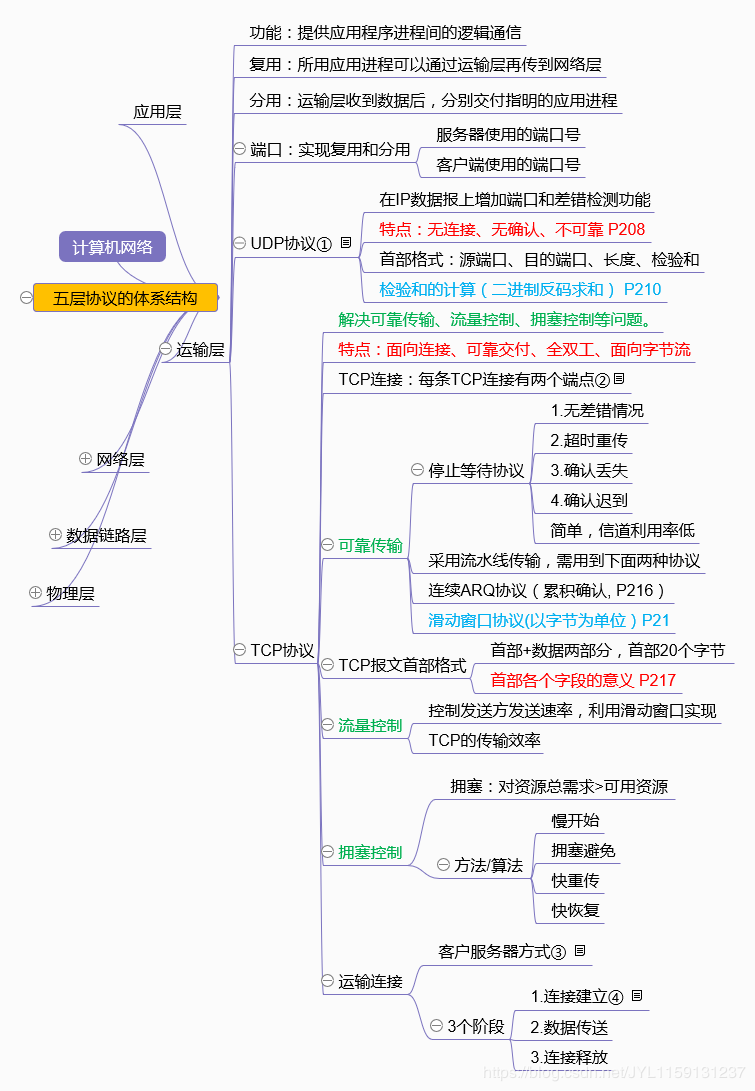 功能：提供应用程序进程间的逻辑通信
复用：所用应用进程可以通过运输层再传到网络层
分用：运输层收到数据后，分别交付指明的应用进程
应用层
端口：实现复用和分用
服务器使用的端口号
客户端使用的端口号
计算机网络
五层协议的体系结构
运输层
UDP协议①
在IP数据报上增加端口和差错检测功能
特点：无连接、无确认、不可靠 P208
首部格式：源端口、目的端口、长度、检验和
检验和的计算（二进制反码求和） P210
网络层
数据链路层
物理层
TCP协议
解决可靠传输、流量控制、拥塞控制等问题。
特点：面向连接、可靠交付、全双工、面向字节流
TCP连接：每条TCP连接有两个端点②
可靠传输
停止等待协议
1.无差错情况
2.超时重传
3.确认丢失
4.确认迟到
简单，信道利用率低
采用流水线传输，需用到下面两种协议
连续ARQ协议（累积确认, P216）
滑动窗口协议(以字节为单位）P21
TCP报文首部格式
首部+数据两部分，首部20个字节
首部各个字段的意义 P217
流量控制
控制发送方发送速率，利用滑动窗口实现
TCP的传输效率
拥塞控制
拥塞：对资源总需求>可用资源
方法/算法
慢开始
拥塞避免
快重传
快恢复
运输连接
客户服务器方式③
3个阶段
1.连接建立④
2.数据传送
3.连接释放
https://blog.csdn.net/JYL1159131237